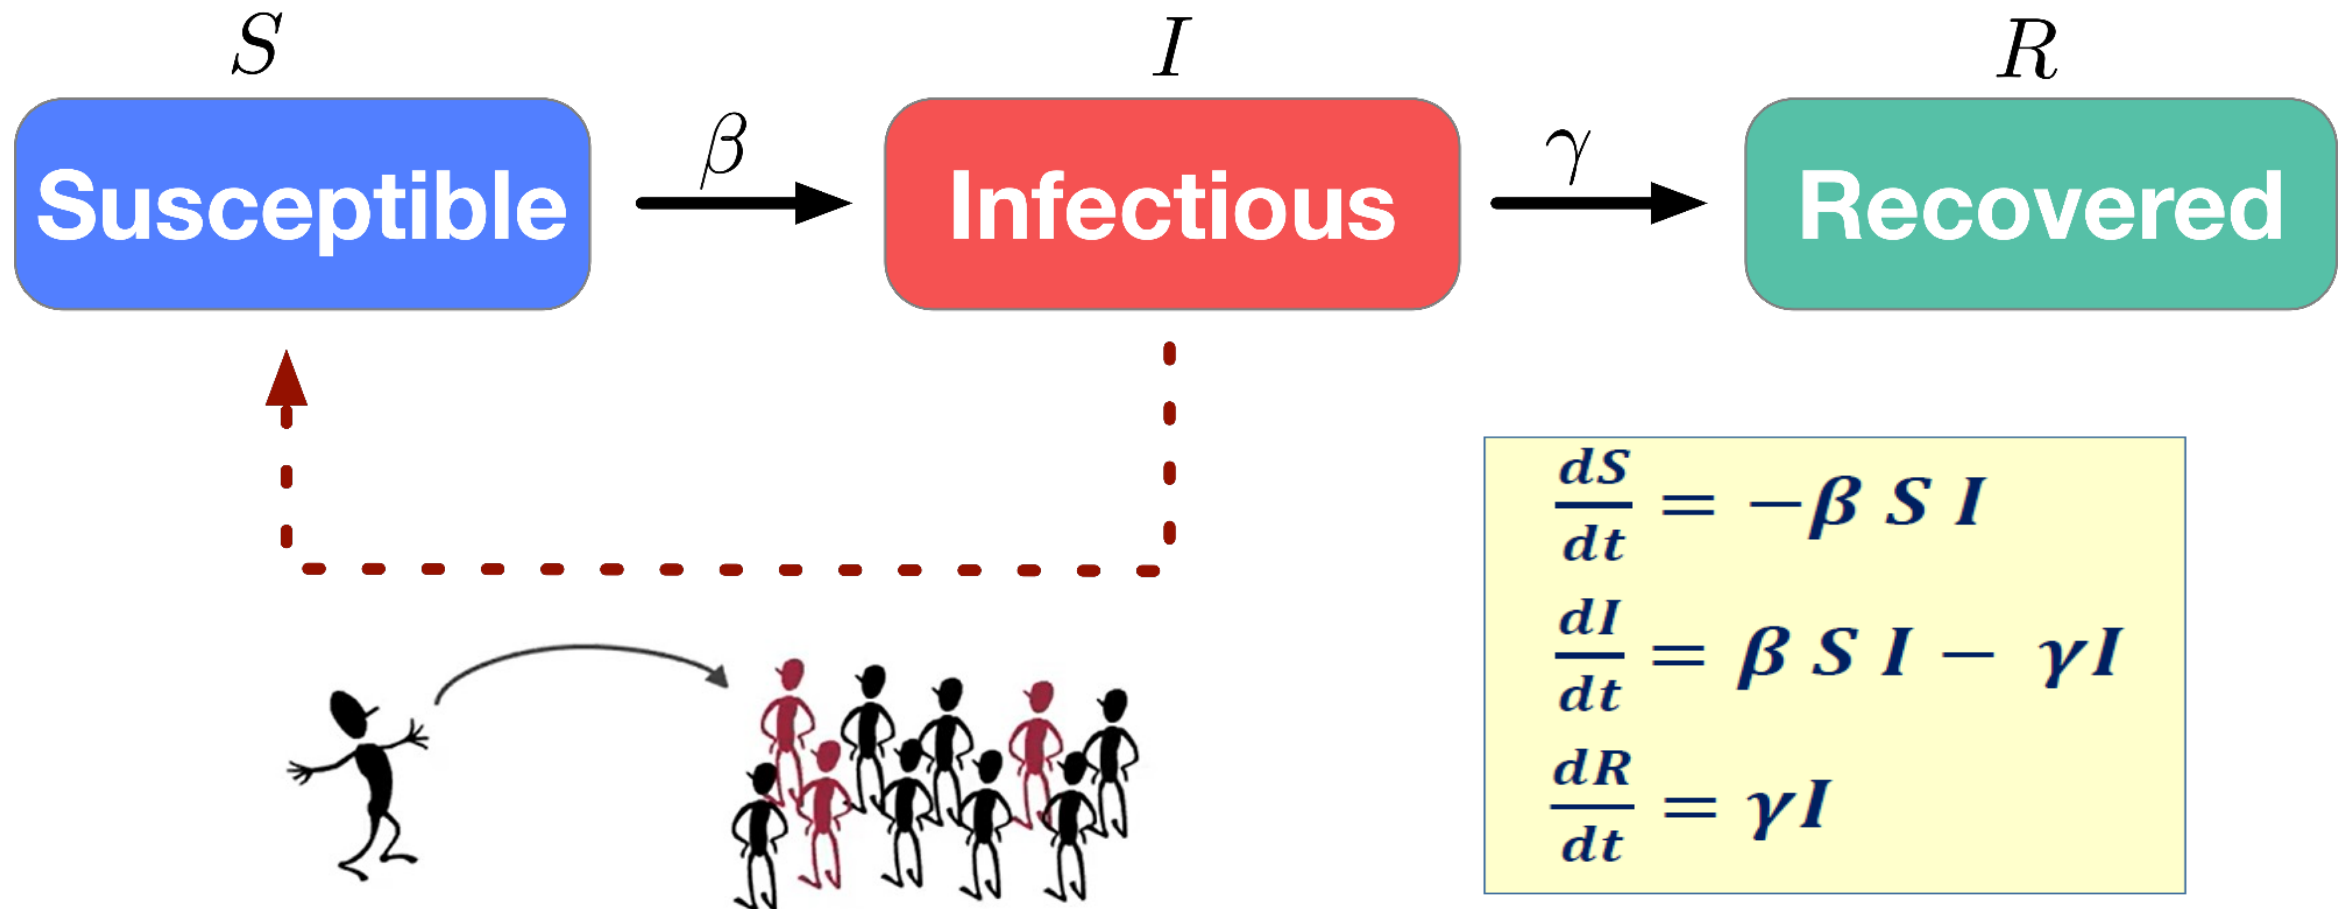 S I R
Susceptible β Infectious γ Recovered
dS/dt = −β S I
dI/dt = β S I − γI
dR/dt = γI